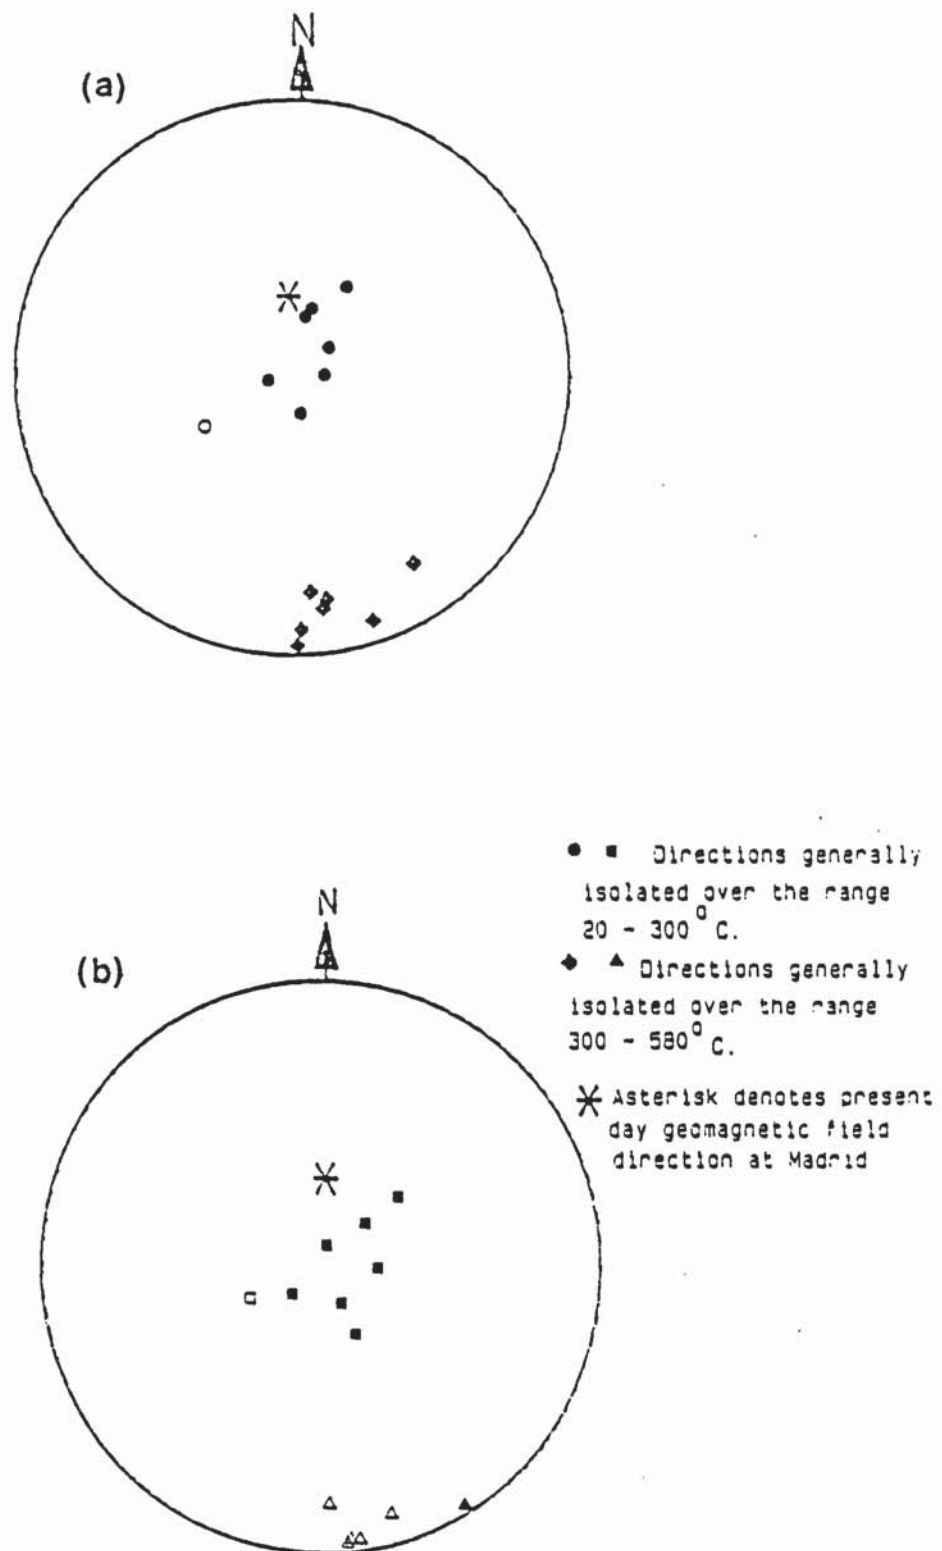 N
(a)
● ■ Directions generally
isolated over the range
20 - 300° C.
N
(b)
◆ ▲ Directions generally
isolated over the range
300 - 580° C.
Asterisk denotes present
day geomagnetic field
direction at Madrid